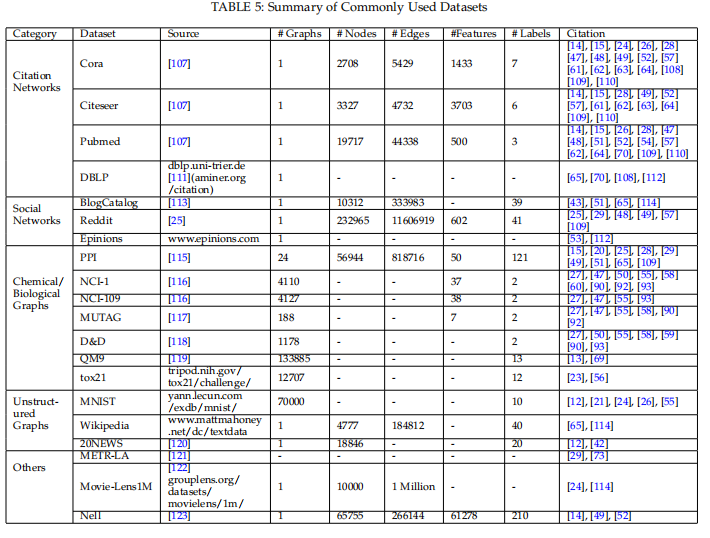 TABLE 5: Summary of Commonly Used Datasets
Category Dataset Source # Graphs # Nodes # Edges #Features # Labels Citation
Citation Networks Cora [107] 1 2708 5429 1433 7 [14], [15], [24], [26], [28] [47], [48], [49], [52], [57] [61], [62], [63], [64], [108] [109], [110]
Citeseer [107] 1 3327 4732 3703 6 [14], [15], [28], [49], [52] [57], [61], [62], [63], [64] [109], [110]
Pubmed [107] 1 19717 44338 500 3 [14], [15], [26], [28], [47] [48], [51], [52], [54], [57] [62], [64], [70], [109], [110]
DBLP dblp.uni-trier.de [111](aminer.org /citation) 1 - - - - [65], [70], [108], [112]
Social Networks BlogCatalog [113] 1 10312 333983 - 39 [43], [51], [65], [114]
Reddit [25] 1 232965 11606919 602 41 [25], [29], [48], [49], [57] [109]
Epinions www.epinions.com 1 - - - - [53], [112]
Chemical/ Biological Graphs PPI [115] 24 56944 818716 50 121 [15], [20], [25], [28], [29] [49], [51], [65], [109]
NCI-1 [116] 4110 - - 37 2 [27], [47], [50], [55], [58] [60], [90], [92], [93]
NCI-109 [116] 4127 - - 38 2 [27], [47], [55], [93]
MUTAG [117] 188 - - 7 2 [27], [47], [55], [58], [90] [92]
D&D [118] 1178 - - - 2 [27], [50], [55], [58], [59] [90], [93]
QM9 [119] 133885 - - - 13 [13], [69]
tox21 tripod.nih.gov/ tox21/challenge/ 12707 - - - 12 [23], [56]
Unstruct- ured Graphs MNIST yann.lecun.com /exdb/mnist/ 70000 - - - 10 [12], [21], [24], [26], [55]
Wikipedia www.mattmahoney .net/dc/textdata 1 4777 184812 - 40 [65], [114]
20NEWS [120] 1 18846 - - 20 [12], [42]
Others METR-LA [121] - - - - - [29], [73]
Movie-Lens1M [122] grouplens.org/ datasets/ movielens/1m/ 1 10000 1 Million - - [24], [114]
Nell [123] 1 65755 266144 61278 210 [14], [49], [52]